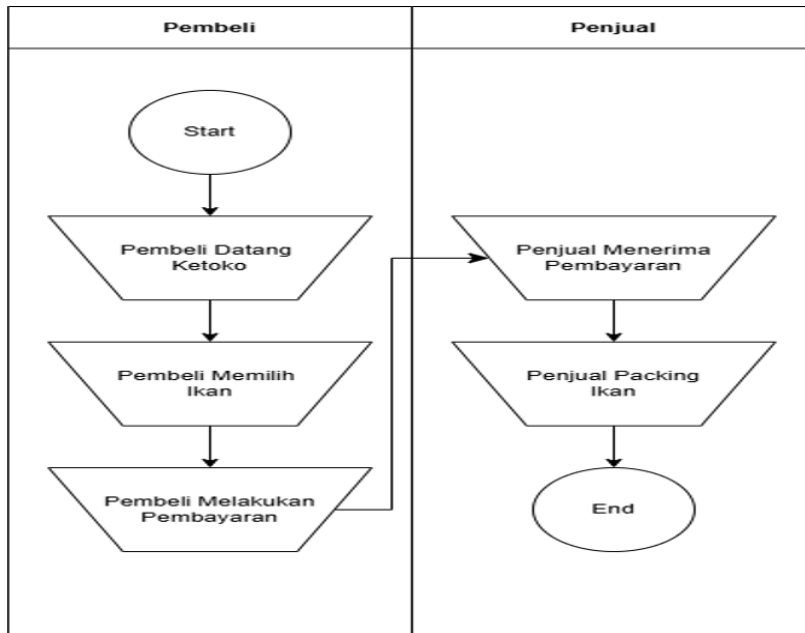 Pembeli
Penjual
Start
Pembeli Datang
Ketoko
Pembeli Memilih
Ikan
Pembeli Melakukan
Pembayaran
Penjual Menerima
Pembayaran
Penjual Packing
Ikan
End